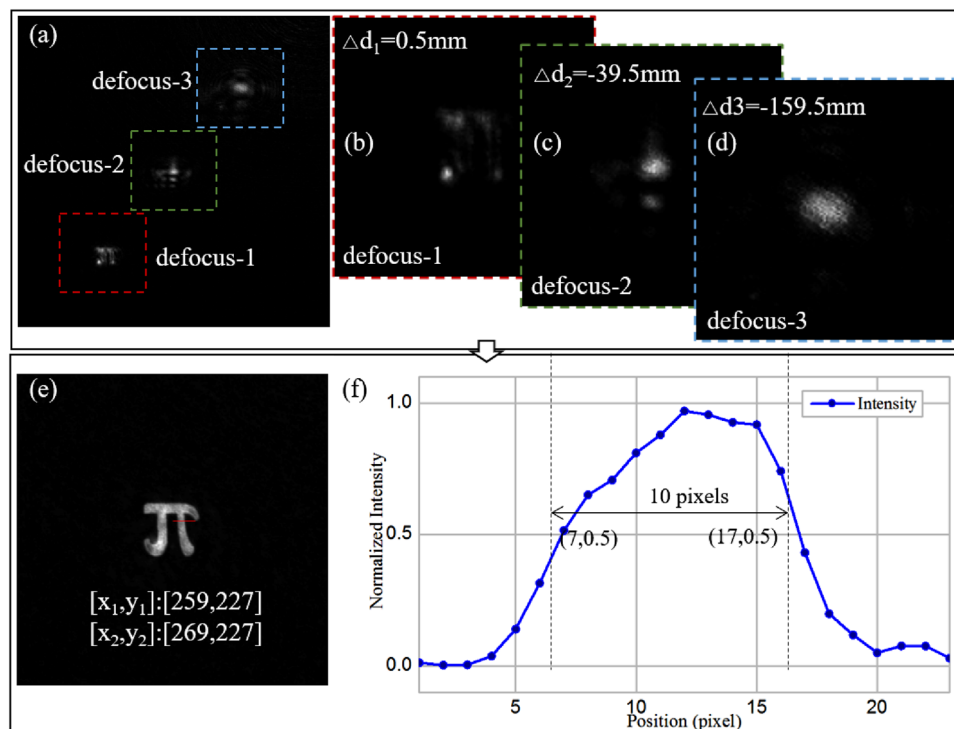 (a)
defocus-3
defocus-2
defocus-1
△d₁=0.5mm
(b)
defocus-1
△d₂=-39.5mm
(c)
defocus-2
△d3=-159.5mm
(d)
defocus-3
(e)
[x₁,y₁]:[259,227]
[x₂,y₂]:[269,227]
(f)
Normalized Intensity
1.0
0.5
0.0
Intensity
10 pixels
(7,0.5)
(17,0.5)
5
10
15
20
Position (pixel)